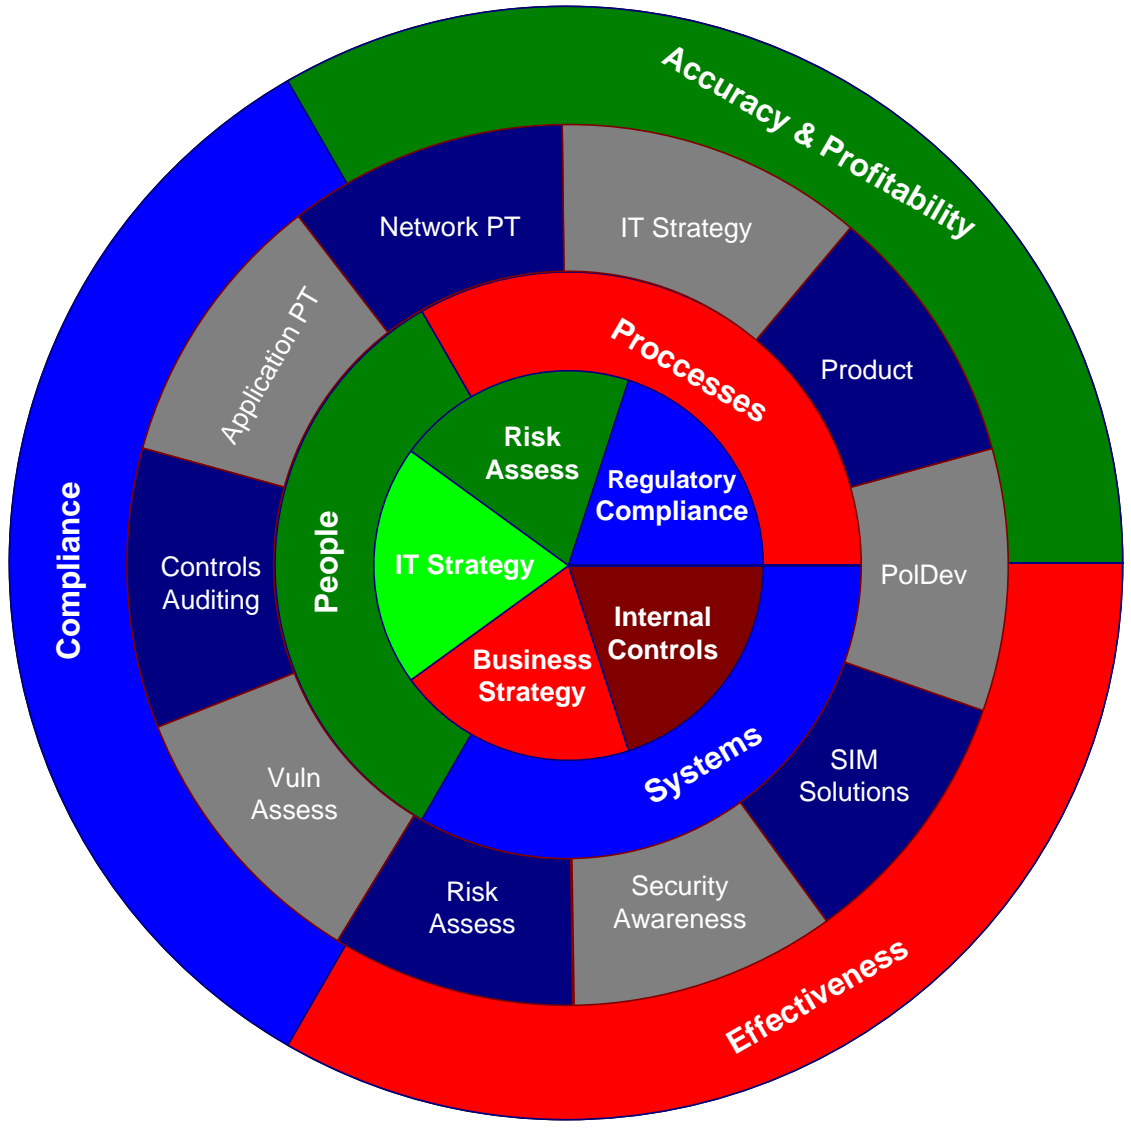 Accuracy & Profitability
Network PT
IT Strategy
Application PT
Proccesses
Product
Risk
Assess
Regulatory
Compliance
Compliance
Controls
Auditing
People
IT Strategy
PolDev
Internal
Controls
Business
Strategy
Systems
Vuln
Assess
SIM
Solutions
Risk
Assess
Security
Awareness
Effectiveness